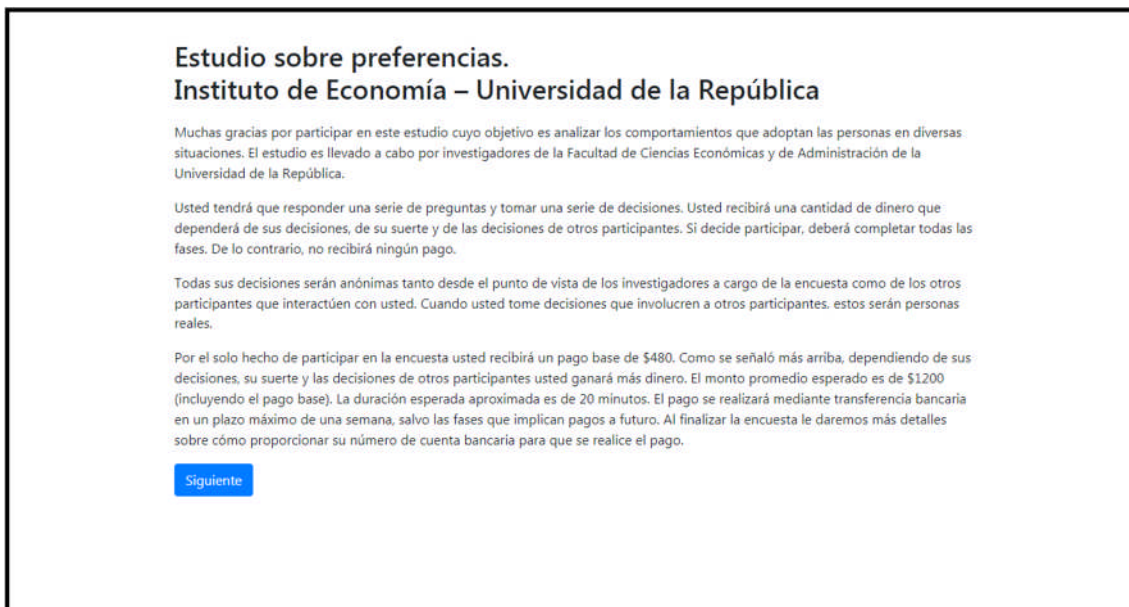 Estudio sobre preferencias.
Instituto de Economía – Universidad de la República
Muchas gracias por participar en este estudio cuyo objetivo es analizar los comportamientos que adoptan las personas en diversas
situaciones. El estudio es llevado a cabo por investigadores de la Facultad de Ciencias Económicas y de Administración de la
Universidad de la República.
Usted tendrá que responder una serie de preguntas y tomar una serie de decisiones. Usted recibirá una cantidad de dinero que
dependerá de sus decisiones, de su suerte y de las decisiones de otros participantes. Si decide participar, deberá completar todas las
fases. De lo contrario, no recibirá ningún pago.
Todas sus decisiones serán anónimas tanto desde el punto de vista de los investigadores a cargo de la encuesta como de los otros
participantes que interactúen con usted. Cuando usted tome decisiones que involucren a otros participantes, estos serán personas
reales.
Por el solo hecho de participar en la encuesta usted recibirá un pago base de $480. Como se señaló más arriba, dependiendo de sus
decisiones, su suerte y las decisiones de otros participantes usted ganará más dinero. El monto promedio esperado es de $1200
(incluyendo el pago base). La duración esperada aproximada es de 20 minutos. El pago se realizará mediante transferencia bancaria
en un plazo máximo de una semana, salvo las fases que implican pagos a futuro. Al finalizar la encuesta le daremos más detalles
sobre cómo proporcionar su número de cuenta bancaria para que se realice el pago.
Siguiente